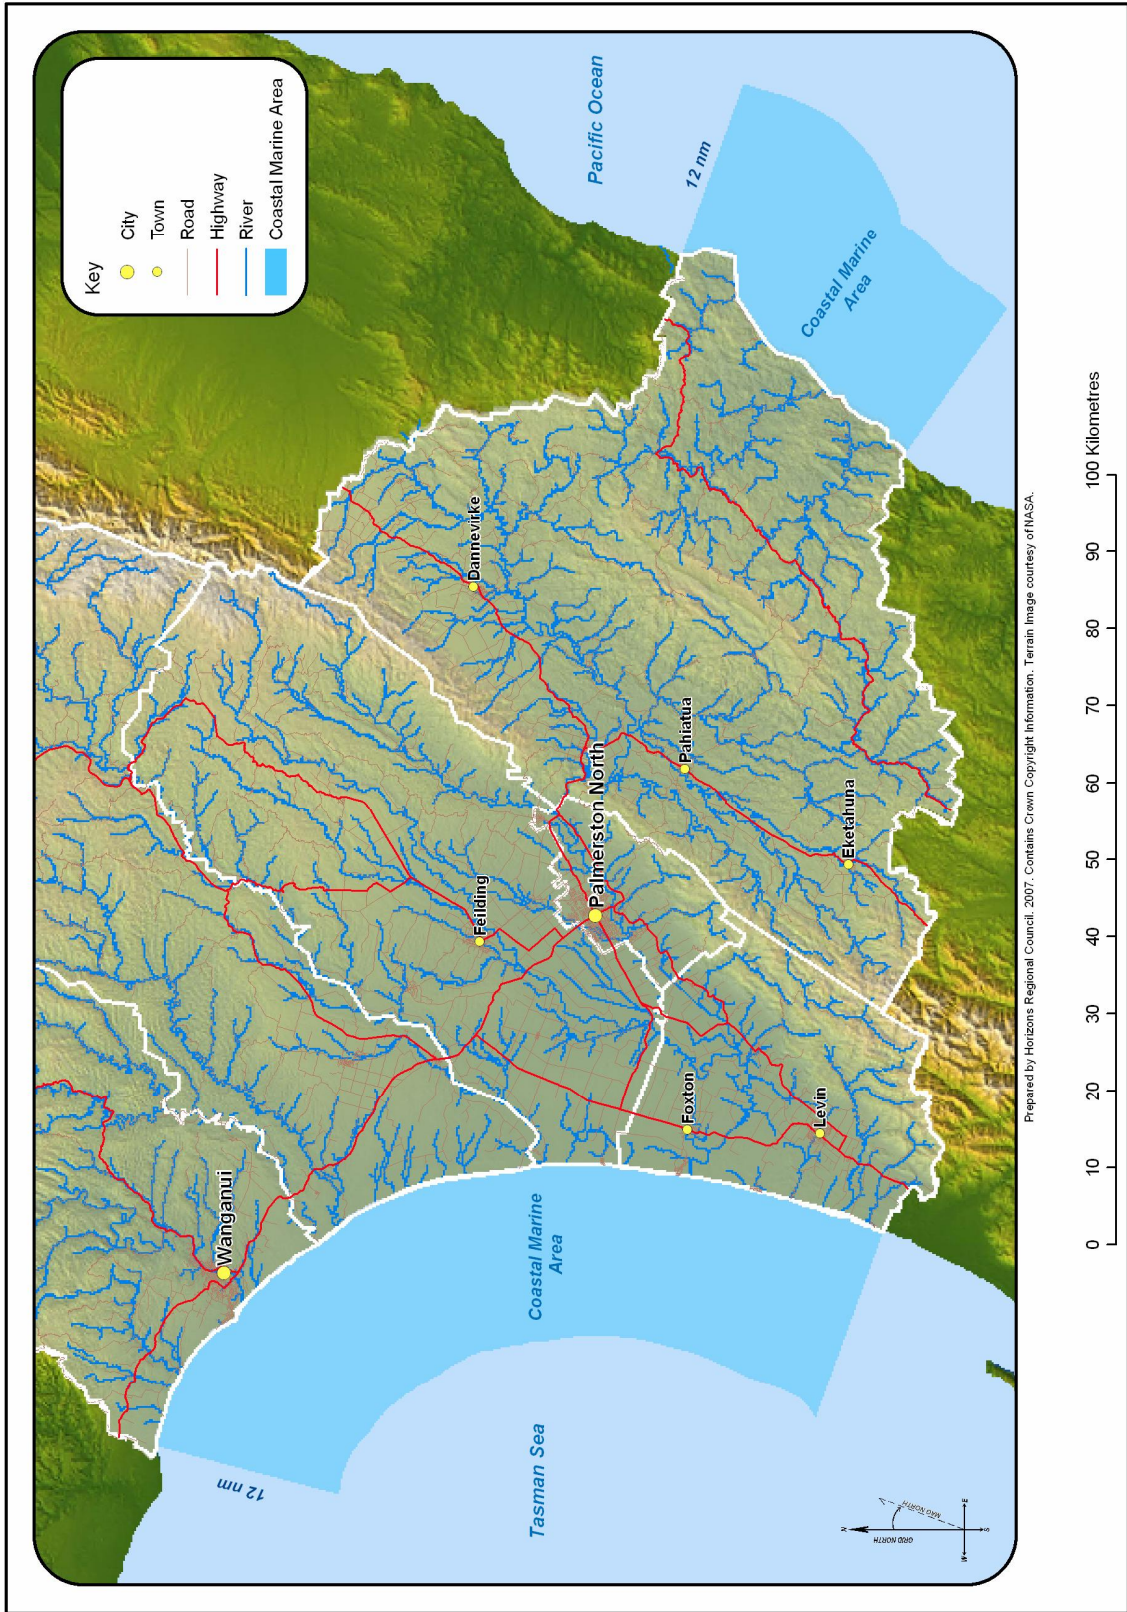 Key
City
Town
Road
Highway
River
Coastal Marine Area
Pacific Ocean
12 nm
Coastal Marine
Area
Dannevirke
Pahiatua
Palmerston North
Eketahuna
Feilding
Foxton
Levin
Wanganui
Coastal Marine
Area
12 nm
Tasman Sea
N
GRID NORTH
MAG NORTH
W
E
S
Prepared by Horizons Regional Council. 2007. Contains Crown Copyright Information. Terrain Image courtesy of NASA.
0 10 20 30 40 50 60 70 80 90 100 Kilometres